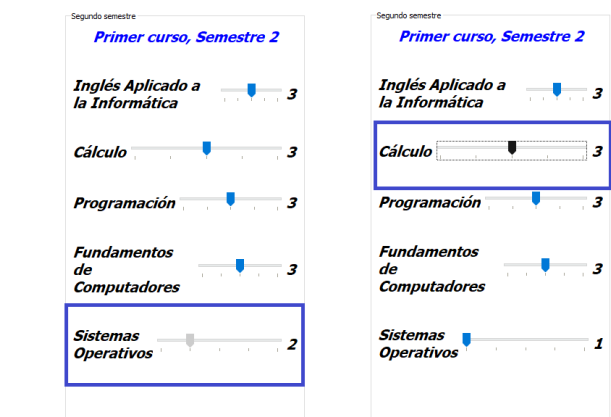 Segundo semestre
Primer curso, Semestre 2
Inglés Aplicado a
la Informática
3
Cálculo
3
Programación
3
Fundamentos
de
Computadores
3
Sistemas
Operativos
2
Segundo semestre
Primer curso, Semestre 2
Inglés Aplicado a
la Informática
3
Cálculo
3
Programación
3
Fundamentos
de
Computadores
3
Sistemas
Operativos
1